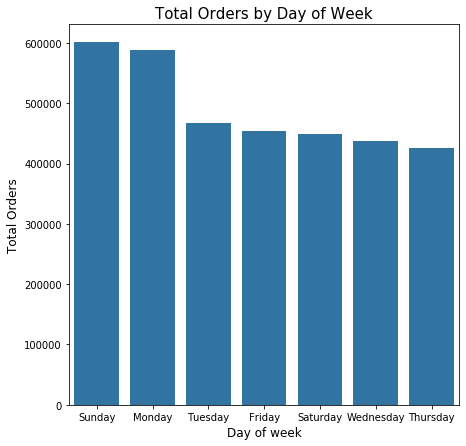 Total Orders by Day of Week
Total Orders
600000
500000
400000
300000
200000
100000
0
Sunday Monday Tuesday Friday Saturday Wednesday Thursday
Day of week